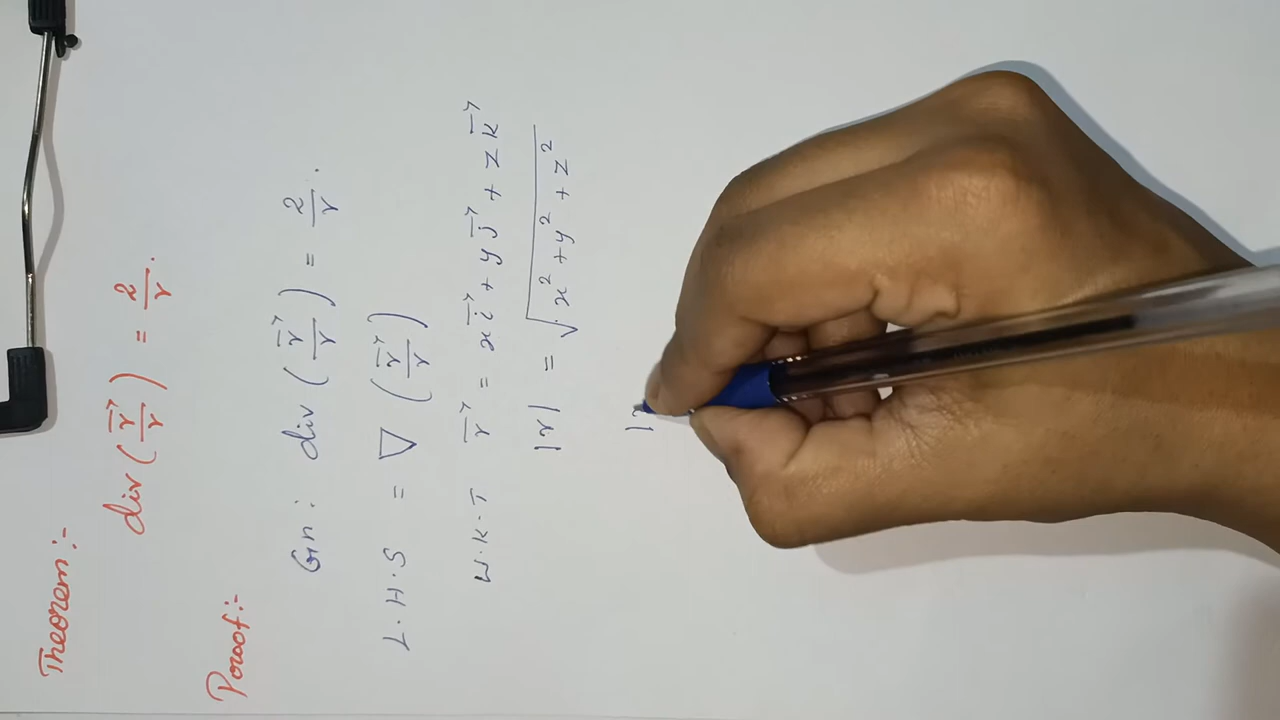 Theorem:-
div ( r⃗ / r ) = 2 / r .
Proof:-
Gn : div ( r⃗ / r ) = 2 / r .
L.H.S = ∇ ( r⃗ / r )
W.K.T r⃗ = x i⃗ + y j⃗ + z k⃗
|r| = √ x² + y² + z²
|r